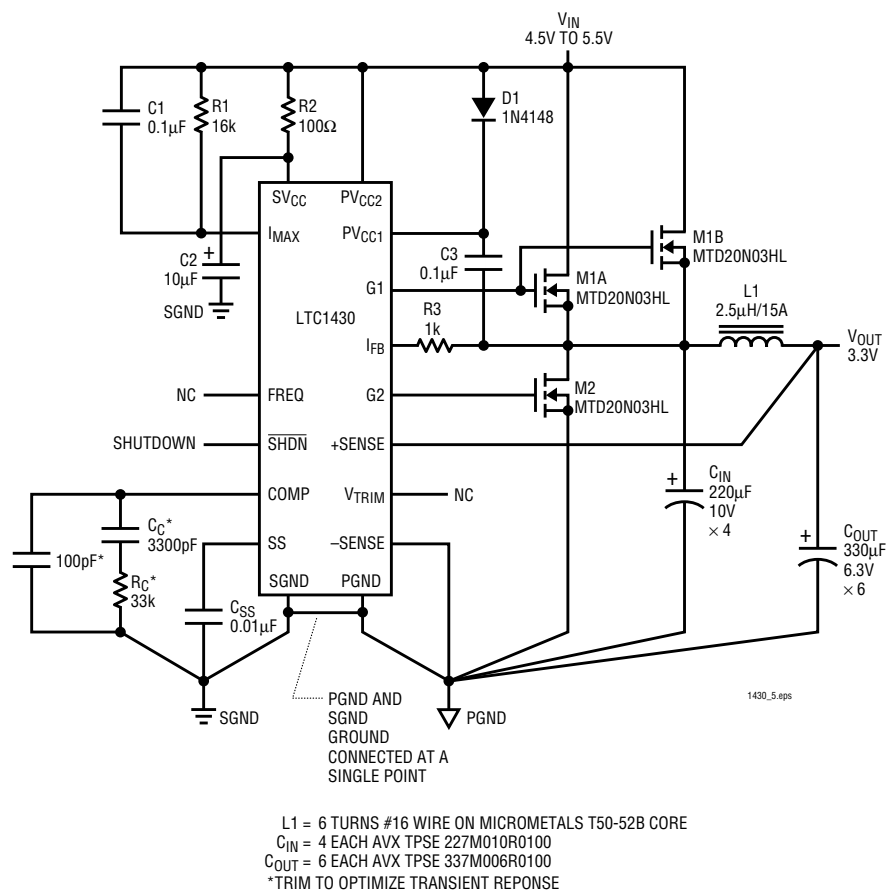 VIN
4.5V TO 5.5V
C1
0.1µF
R1
16k
R2
100Ω
D1
1N4148
SVCC
PVCC2
IMAX
PVCC1
C2
+
10µF
SGND
C3
0.1µF
M1B
MTD20N03HL
G1
M1A
MTD20N03HL
L1
2.5µH/15A
LTC1430
R3
1k
IFB
VOUT
3.3V
NC
FREQ
G2
M2
MTD20N03HL
SHUTDOWN
SHDN
+SENSE
COMP
VTRIM
NC
+
CIN
220µF
10V
× 4
CC*
3300pF
100pF*
RC*
33k
SS
–SENSE
+
COUT
330µF
6.3V
× 6
SGND
PGND
CSS
0.01µF
SGND
PGND AND
SGND
GROUND
CONNECTED AT A
SINGLE POINT
PGND
1430_5.eps
L1 = 6 TURNS #16 WIRE ON MICROMETALS T50-52B CORE
CIN = 4 EACH AVX TPSE 227M010R0100
COUT = 6 EACH AVX TPSE 337M006R0100
*TRIM TO OPTIMIZE TRANSIENT REPONSE